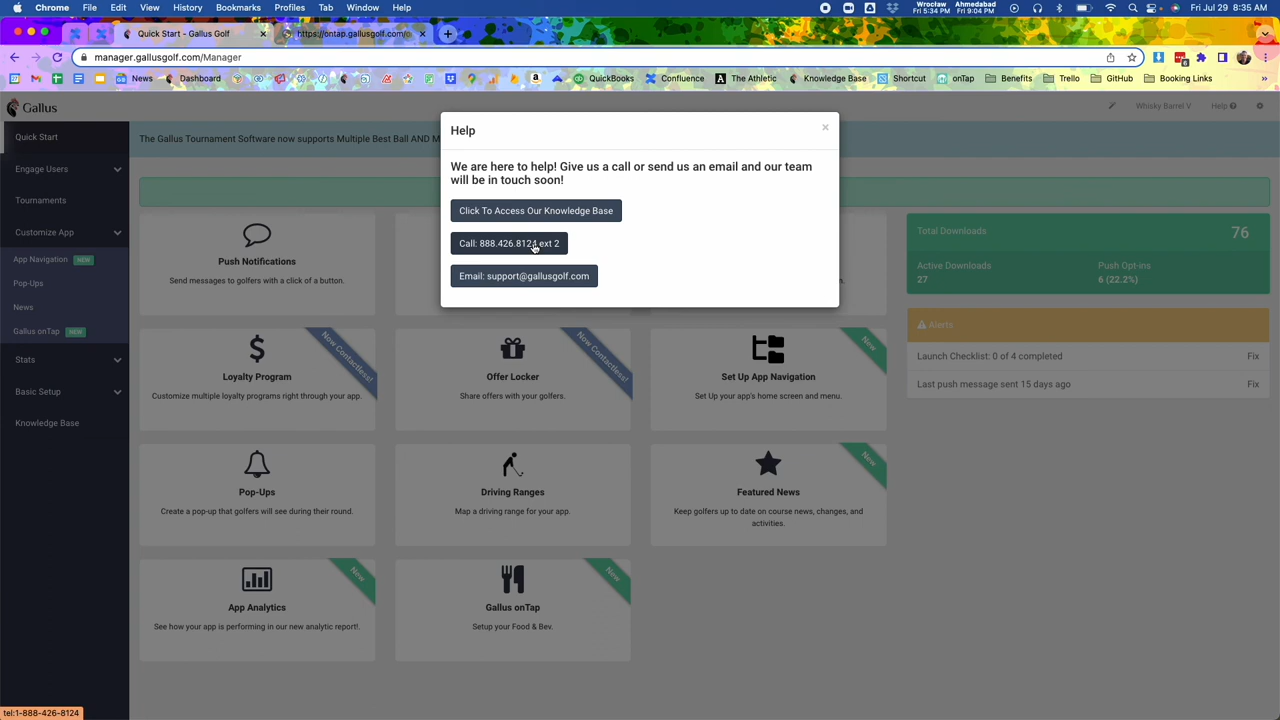 Chrome File Edit View History Bookmarks Profiles Tab Window Help
Wrocław Ahmedabad
Fri 5:34 PM Fri 9:04 PM
Fri Jul 29 8:35 AM
Quick Start - Gallus Golf
https://ontap.gallusgolf.com/
manager.gallusgolf.com/Manager
News Dashboard QuickBooks Confluence The Athletic Knowledge Base Shortcut onTap Benefits Trello GitHub Booking Links
Gallus
Whisky Barrel V Help
Quick Start
Engage Users
Tournaments
Customize App
App Navigation NEW
Pop-Ups
News
Gallus onTap NEW
Stats
Basic Setup
Knowledge Base
The Gallus Tournament Software now supports Multiple Best Ball AND M
Help
×
We are here to help! Give us a call or send us an email and our team
will be in touch soon!
Click To Access Our Knowledge Base
Call: 888.426.8124 ext 2
Email: support@gallusgolf.com
Push Notifications
Send messages to golfers with a click of a button.
Loyalty Program
Customize multiple loyalty programs right through your app.
Now Contactless!
Offer Locker
Share offers with your golfers.
Now Contactless!
Set Up App Navigation
Set Up your app's home screen and menu.
New
Pop-Ups
Create a pop-up that golfers will see during their round.
Driving Ranges
Map a driving range for your app.
Featured News
Keep golfers up to date on course news, changes, and
activities.
New
App Analytics
See how your app is performing in our new analytic report!.
New
Gallus onTap
Setup your Food & Bev.
New
Total Downloads 76
Active Downloads
27
Push Opt-ins
6 (22.2%)
Alerts
Launch Checklist: 0 of 4 completed Fix
Last push message sent 15 days ago Fix
tel:1-888-426-8124